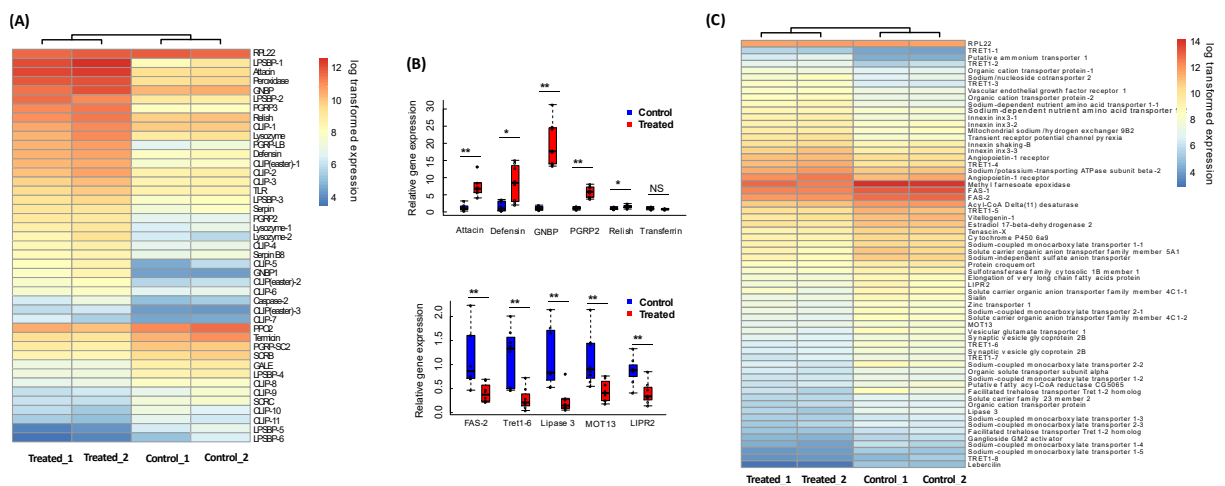 (A)
RPL22
LPSBP-1
Attacin
Peroxidase
GNBP
LPSBP-2
PGRP3
Relish
CLIP-1
Lysozyme
PGRP-LB
Defensin
CLIP(easter)-1
CLIP-2
CLIP-3
TLR
LPSBP-3
Serpin
PGRP2
Lysozyme-1
Lysozyme-2
CLIP-4
Serpin B8
CLIP-5
GNBP1
CLIP(easter)-2
CLIP-6
Caspase-2
CLIP(easter)-3
CLIP-7
PPO2
Termicin
PGRP-SC2
SCRB
GALE
LPSBP-4
CLIP-8
CLIP-9
SCRC
CLIP-10
CLIP-11
LPSBP-5
LPSBP-6
Treated_1 Treated_2 Control_1 Control_2
12
10
8
6
4
log transformed expression
(B)
Relative gene expression
30
25
20
15
10
5
0
** * ** ** * NS
Control
Treated
Attacin Defensin GNBP PGRP2 Relish Transferrin
Relative gene expression
2.0
1.5
1.0
0.5
0.0
** ** ** ** **
Control
Treated
FAS-2 Tret1-6 Lipase 3 MOT13 LIPR2
(C)
RPL22
TRET1-1
Putative ammonium transporter 1
TRET1-2
Organic cation transporter protein-1
Sodium/nucleoside cotransporter 2
TRET1-3
Vascular endothelial growth factor receptor 1
Organic cation transporter protein-2
Sodium-dependent nutrient amino acid transporter 1-1
Sodium-dependent nutrient amino acid transporter
Innexin inx3-1
Innexin inx3-2
Mitochondrial sodium/hydrogen exchanger 9B2
Transient receptor potential channel pyrexia
Innexin shaking-B
Innexin inx3-3
Angiopoietin-1 receptor
TRET1-4
Sodium/potassium-transporting ATPase subunit beta-2
Angiopoietin-1 receptor
Methyl farnesoate epoxidase
FAS-1
FAS-2
Acyl-CoA Delta(11) desaturase
TRET1-5
Vitellogenin-1
Estradiol 17-beta-dehydrogenase 2
Tenascin-X
Cytochrome P450 6a9
Sodium-coupled monocarboxylate transporter 1-1
Solute carrier organic anion transporter family member 5A1
Sodium-independent sulfate anion transporter
Protein croquemort
Sulfotransferase family cytosolic 1B member 1
Elongation of very long chain fatty acids protein
LIPR2
Solute carrier organic anion transporter family member 4C1-1
Sialin
Zinc transporter 1
Sodium-coupled monocarboxylate transporter 2-1
Solute carrier organic anion transporter family member 4C1-2
MOT13
Vesicular glutamate transporter 1
Synaptic vesicle glycoprotein 2B
TRET1-6
Synaptic vesicle glycoprotein 2B
TRET1-7
Sodium-coupled monocarboxylate transporter 2-2
Organic solute transporter subunit alpha
Sodium-coupled monocarboxylate transporter 1-2
Putative fatty acyl-CoA reductase CG5065
Facilitated trehalose transporter Tret 1-2 homolog
Solute carrier family 23 member 2
Organic cation transporter protein
Lipase 3
Sodium-coupled monocarboxylate transporter 1-3
Sodium-coupled monocarboxylate transporter 2-3
Facilitated trehalose transporter Tret 1-2 homolog
Ganglioside GM2 activator
Sodium-coupled monocarboxylate transporter 1-4
Sodium-coupled monocarboxylate transporter 1-5
TRET1-8
Lebercilin
Treated_1 Treated_2 Control_1 Control_2
14
12
10
8
6
4
log transformed expression